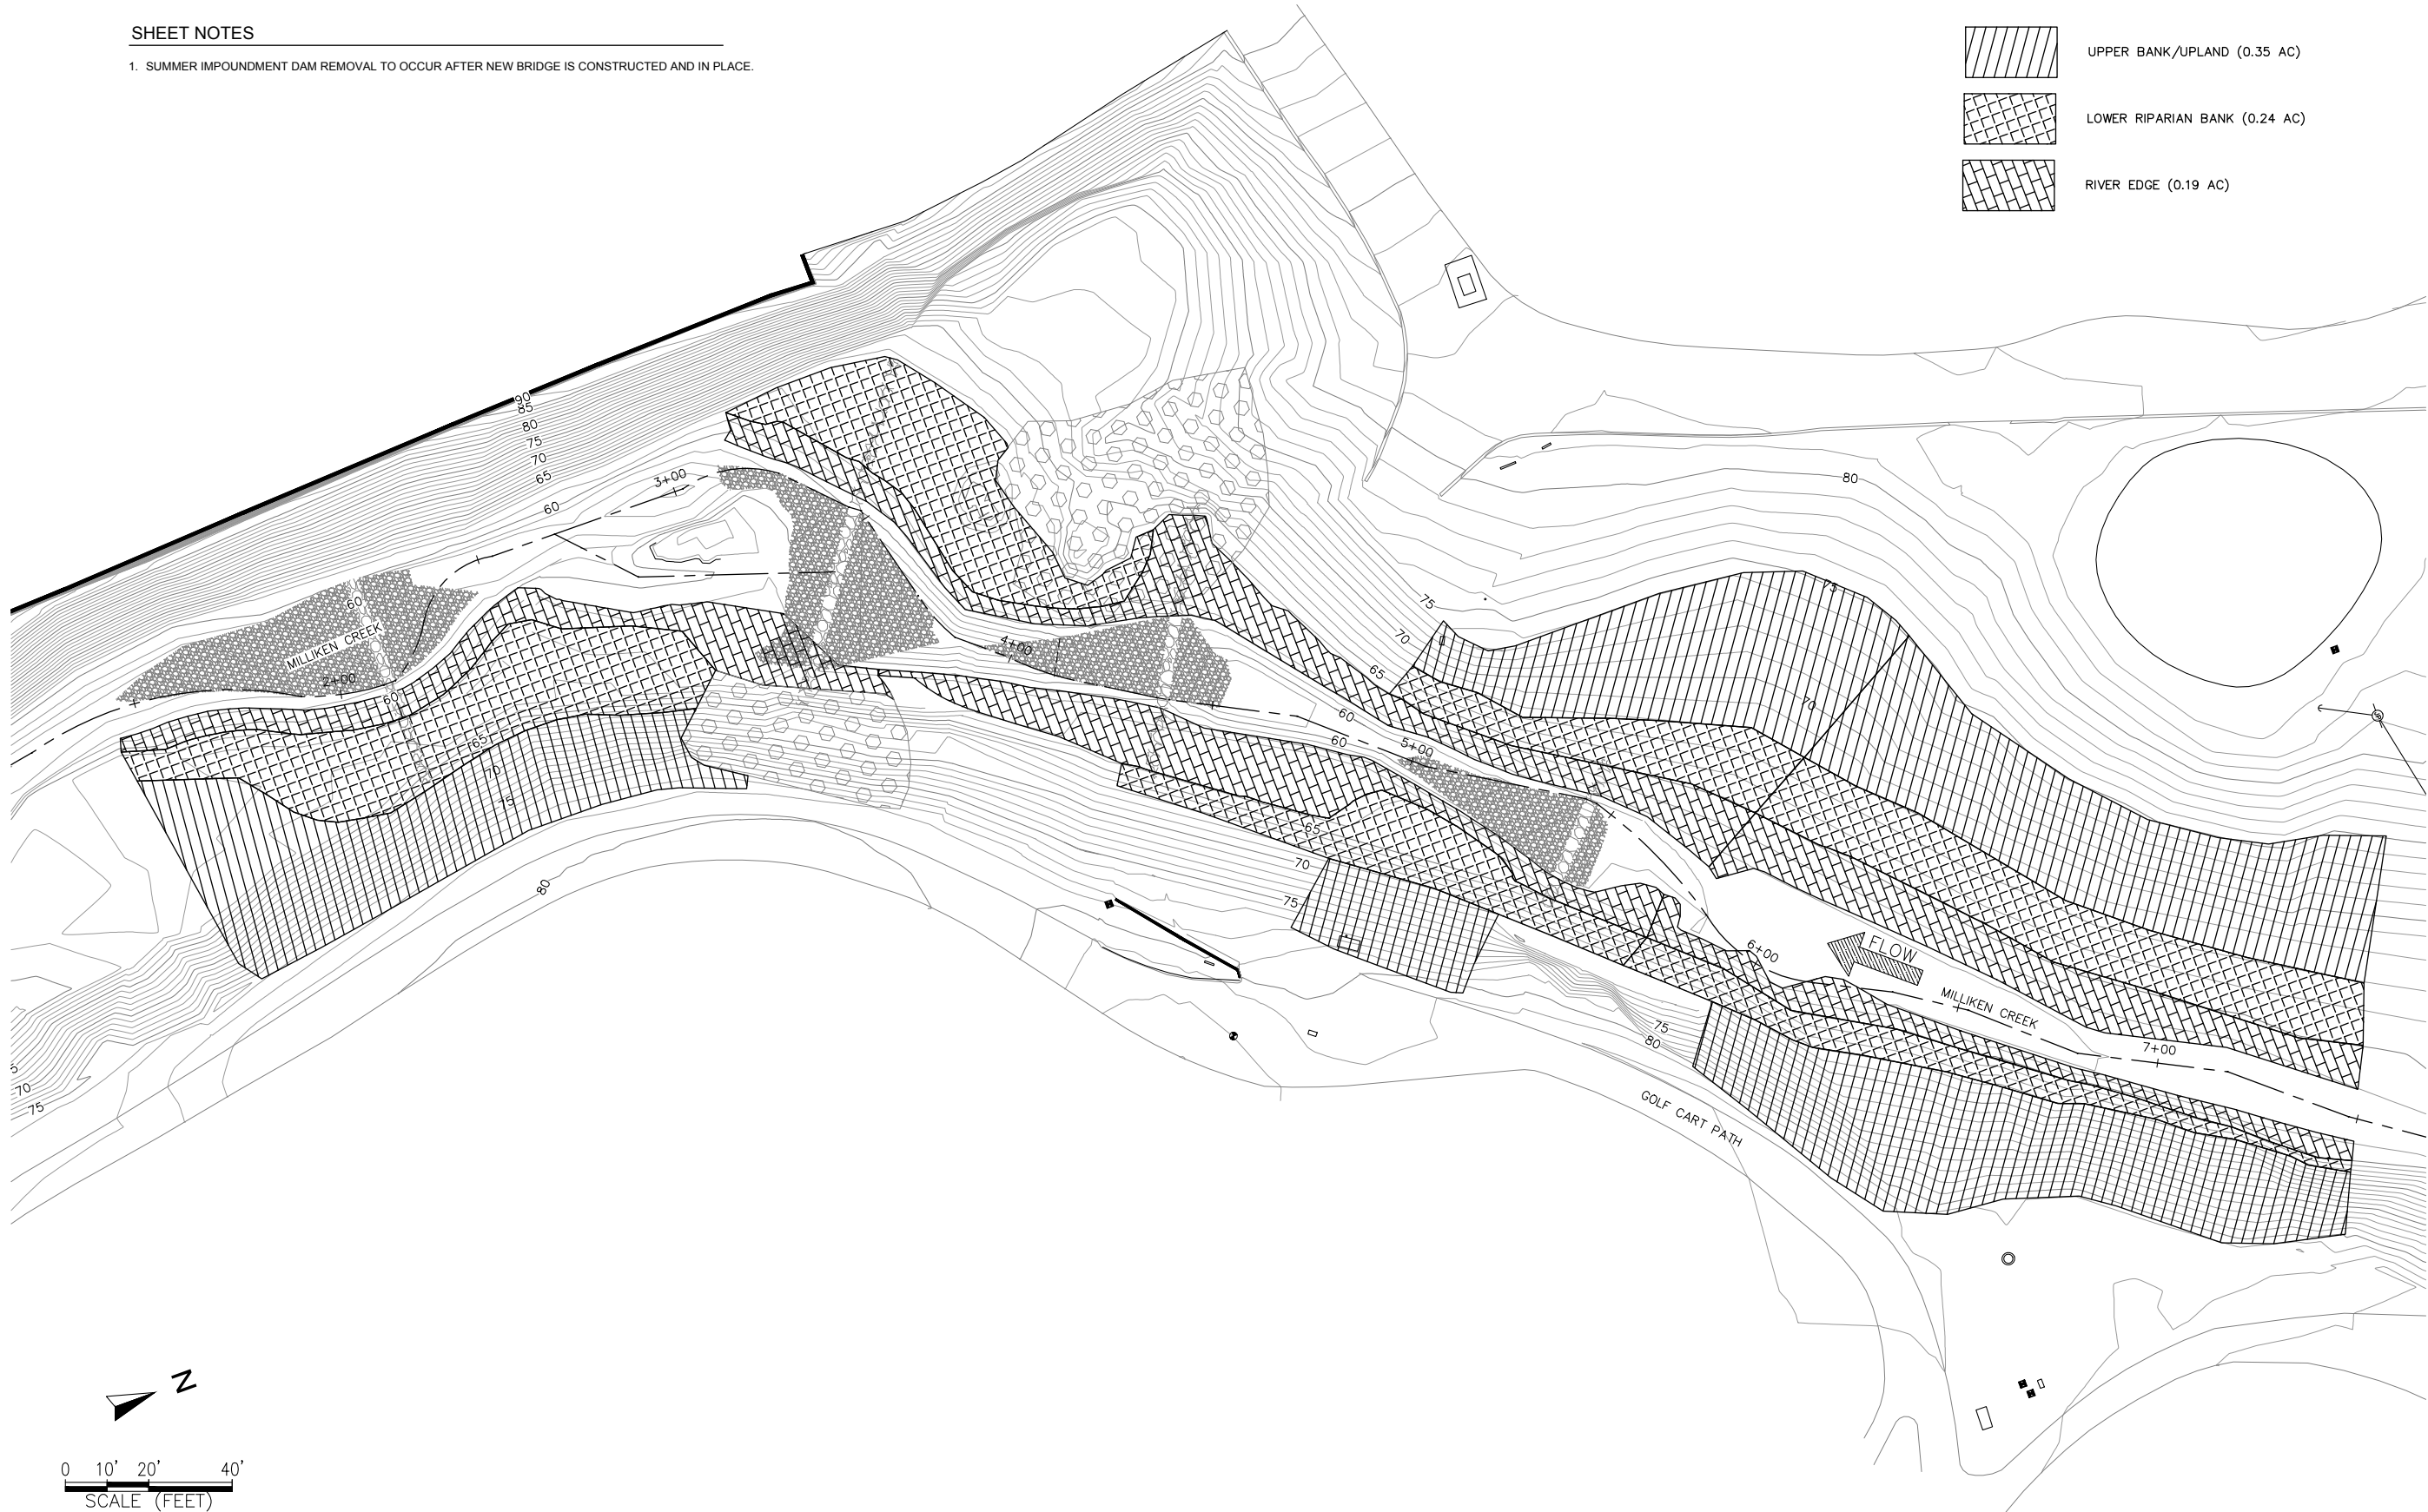 SHEET NOTES
1. SUMMER IMPOUNDMENT DAM REMOVAL TO OCCUR AFTER NEW BRIDGE IS CONSTRUCTED AND IN PLACE.
UPPER BANK/UPLAND (0.35 AC)
LOWER RIPARIAN BANK (0.24 AC)
RIVER EDGE (0.19 AC)
90
85
80
75
70
65
60
3+00
80
60
MILLIKEN CREEK
2+00
60
4+00
75
70
65
75
70
60
60
5+00
65
70
75
65
70
75
80
6+00
FLOW
MILLIKEN CREEK
7+00
75
80
GOLF CART PATH
5
70
75
N
0 10' 20' 40'
SCALE (FEET)